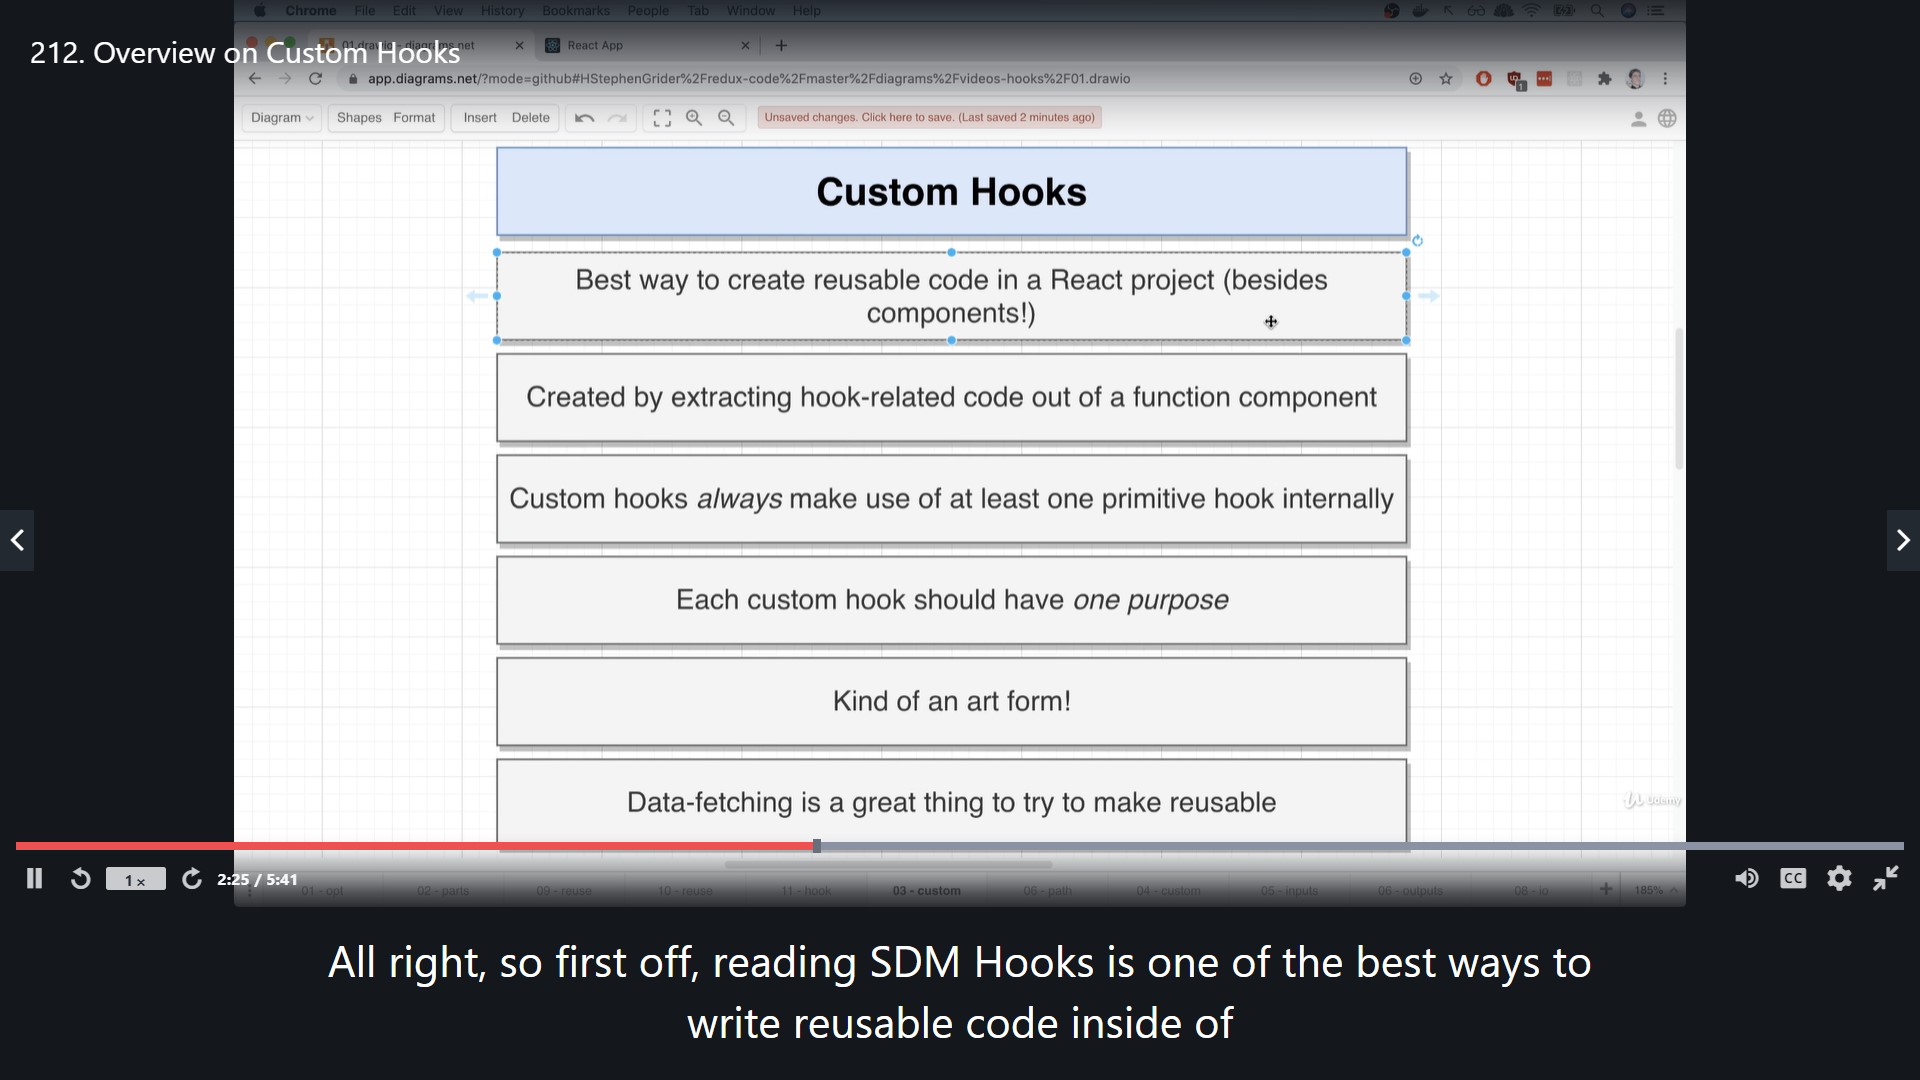 Chrome File Edit View History Bookmarks People Tab Window Help
212. Overview on Custom Hooks
01.drawio - diagrams.net
React App
app.diagrams.net/?mode=github#HStephenGrider%2Fredux-code%2Fmaster%2Fdiagrams%2Fvideos-hooks%2F01.drawio
Diagram Shapes Format Insert Delete Unsaved changes. Click here to save. (Last saved 2 minutes ago)
Custom Hooks
Best way to create reusable code in a React project (besides
components!)
Created by extracting hook-related code out of a function component
Custom hooks always make use of at least one primitive hook internally
Each custom hook should have one purpose
Kind of an art form!
Data-fetching is a great thing to try to make reusable
Udemy
1 x 2:25 / 5:41 CC
01 - opt 02 - parts 09 - reuse 10 - reuse 11 - hook 03 - custom 06 - path 04 - custom 05 - inputs 06 - outputs 08 - io 185%
All right, so first off, reading SDM Hooks is one of the best ways to
write reusable code inside of